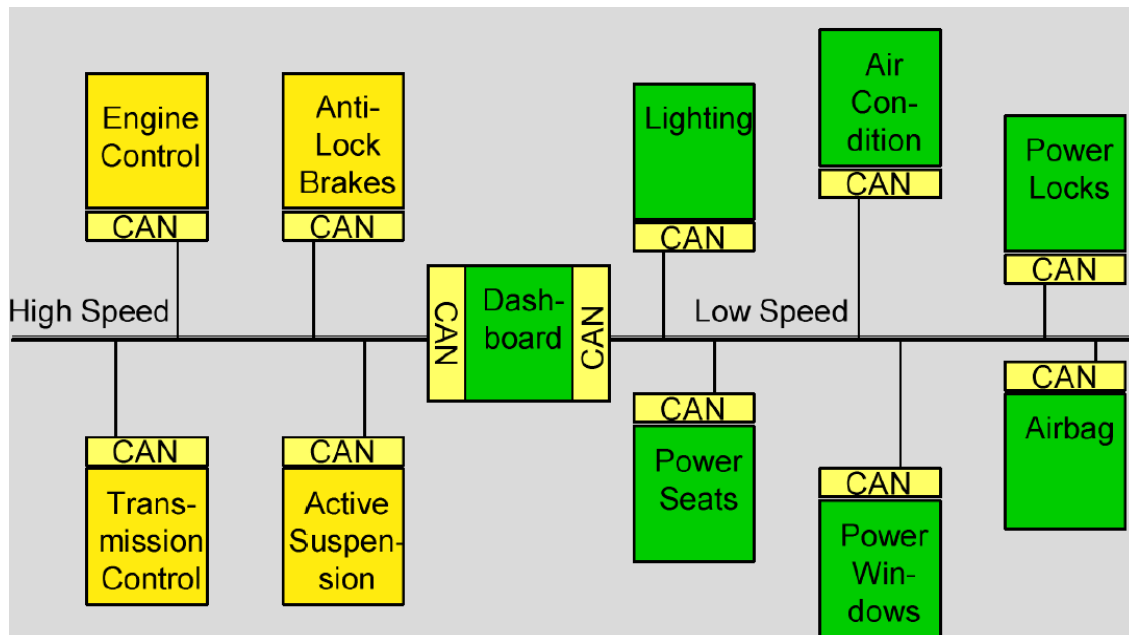 Engine
Control
CAN
Anti-
Lock
Brakes
CAN
Lighting
CAN
Air
Con-
dition
CAN
Power
Locks
CAN
High Speed
CAN
Dash-
board
CAN
Low Speed
CAN
Trans-
mission
Control
CAN
Active
Suspen-
sion
CAN
Power
Seats
CAN
Power
Win-
dows
CAN
Airbag